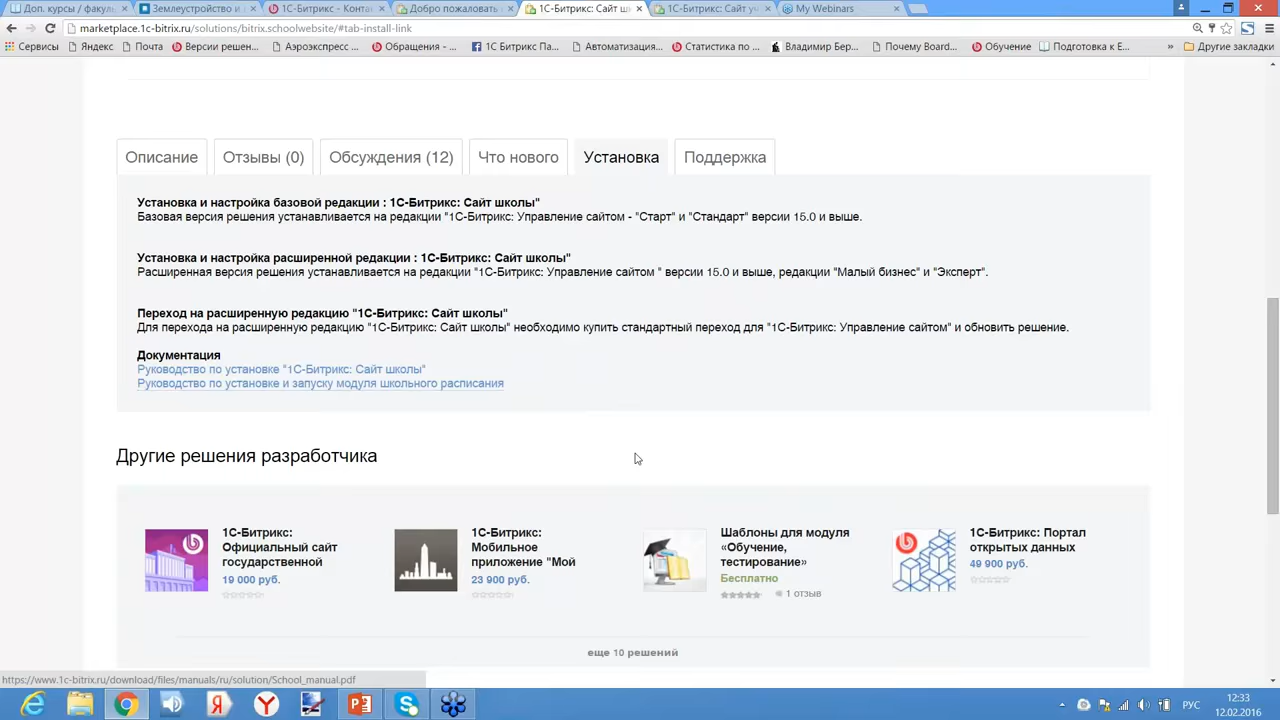 Доп. курсы / факуль
Землеустройство и
1С-Битрикс - Конта
Добро пожаловать
1С-Битрикс: Сайт ш
1С-Битрикс: Сайт уч
My Webinars
marketplace.1c-bitrix.ru/solutions/bitrix.schoolwebsite/#tab-install-link
Сервисы
Яндекс
Почта
Версии решен...
Аэроэкспресс ...
Обращения - ...
1С Битрикс Па...
Автоматизация...
Статистика по ...
Владимир Бер...
Почему Board...
Обучение
Подготовка к Е...
»
Другие закладки
Описание
Отзывы (0)
Обсуждения (12)
Что нового
Установка
Поддержка
Установка и настройка базовой редакции : 1С-Битрикс: Сайт школы"
Базовая версия решения устанавливается на редакции "1С-Битрикс: Управление сайтом - "Старт" и "Стандарт" версии 15.0 и выше.
Установка и настройка расширенной редакции : 1С-Битрикс: Сайт школы"
Расширенная версия решения устанавливается на редакции "1С-Битрикс: Управление сайтом " версии 15.0 и выше, редакции "Малый бизнес" и "Эксперт".
Переход на расширенную редакцию "1С-Битрикс: Сайт школы"
Для перехода на расширенную редакцию "1С-Битрикс: Сайт школы" необходимо купить стандартный переход для "1С-Битрикс: Управление сайтом" и обновить решение.
Документация
Руководство по установке "1С-Битрикс: Сайт школы"
Руководство по установке и запуску модуля школьного расписания
Другие решения разработчика
1С-Битрикс:
Официальный сайт
государственной
19 000 руб.
1С-Битрикс:
Мобильное
приложение "Мой
23 900 руб.
Шаблоны для модуля
«Обучение,
тестирование»
Бесплатно
1 отзыв
1С-Битрикс: Портал
открытых данных
49 900 руб.
еще 10 решений
https://www.1c-bitrix.ru/download/files/manuals/ru/solution/School_manual.pdf
РУС
12:33
12.02.2016